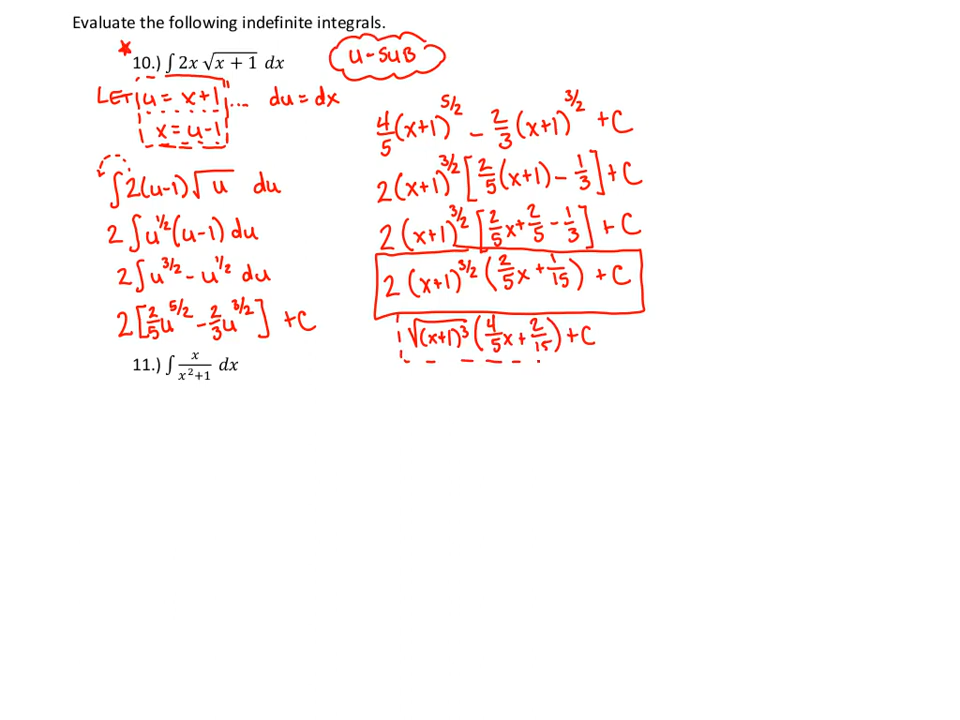 Evaluate the following indefinite integrals.
* 10.) ∫ 2x √(x + 1) dx
U-SUB
LET u = x+1 ... du = dx
x = u-1
∫2(u-1)√u du
2∫u^(1/2)(u-1) du
2∫u^(3/2) - u^(1/2) du
2[2/5 u^(5/2) - 2/3 u^(3/2)] + C
4/5 (x+1)^(5/2) - 2/3 (x+1)^(3/2) + C
2(x+1)^(3/2) [2/5 (x+1) - 1/3] + C
2(x+1)^(3/2) [2/5 x + 2/5 - 1/3] + C
2(x+1)^(3/2) (2/5 x + 1/15) + C
√(x+1)³ (4/5 x + 2/15) + C
11.) ∫ x/(x²+1) dx